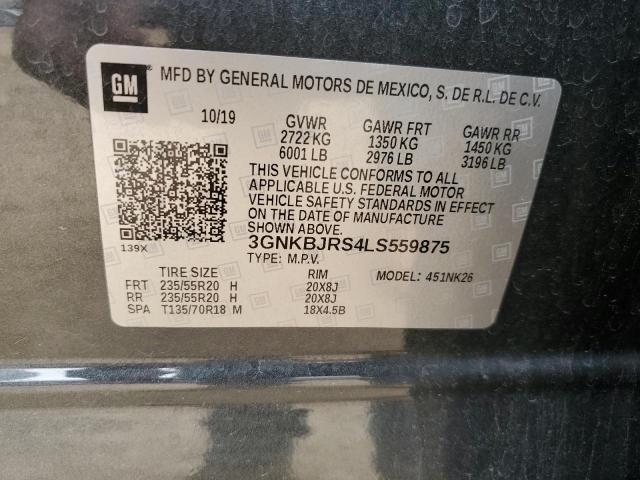 GM
MFD BY GENERAL MOTORS DE MEXICO, S. DE R.L. DE C.V.
10/19 GVWR GAWR FRT GAWR RR
2722 KG 1350 KG 1450 KG
6001 LB 2976 LB 3196 LB
THIS VEHICLE CONFORMS TO ALL
APPLICABLE U.S. FEDERAL MOTOR
VEHICLE SAFETY STANDARDS IN EFFECT
ON THE DATE OF MANUFACTURE
SHOWN ABOVE.
3GNKBJRS4LS559875
139X TYPE: M.P.V.
TIRE SIZE RIM MODEL: 451NK26
FRT 235/55R20 H 20X8J
RR 235/55R20 H 20X8J
SPA T135/70R18 M 18X4.5B